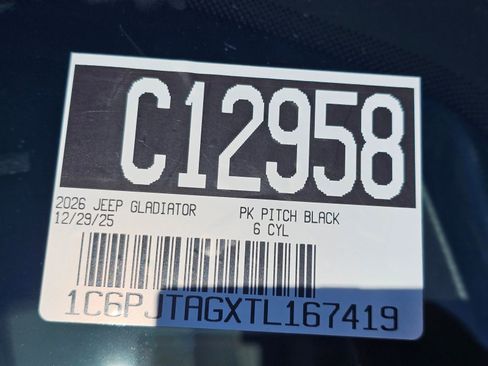 C12958
2026 JEEP GLADIATOR PK PITCH BLACK
12/29/25 6 CYL
1C6PJTAGXTL167419